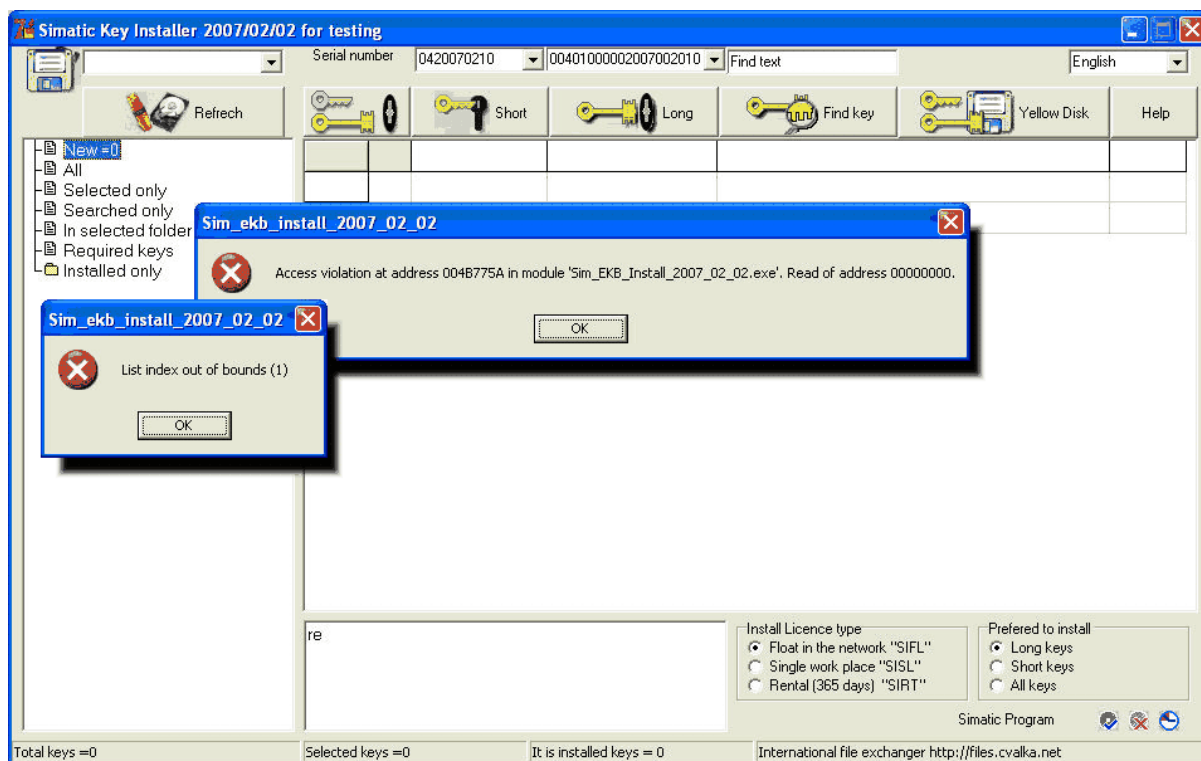 Simatic Key Installer 2007/02/02 for testing
Serial number 0420070210 00401000002007002010 Find text English
Refrech Short Long Find key Yellow Disk Help
New =0
All
Selected only
Searched only
In selected folder
Required keys
Installed only
Sim_ekb_install_2007_02_02
Access violation at address 004B775A in module 'Sim_EKB_Install_2007_02_02.exe'. Read of address 00000000.
OK
Sim_ekb_install_2007_02_02
List index out of bounds (1)
OK
re
Install Licence type
Float in the network "SIFL"
Single work place "SISL"
Rental (365 days) "SIRT"
Prefered to install
Long keys
Short keys
All keys
Simatic Program
Total keys =0 Selected keys =0 It is installed keys = 0 International file exchanger http://files.cvalka.net